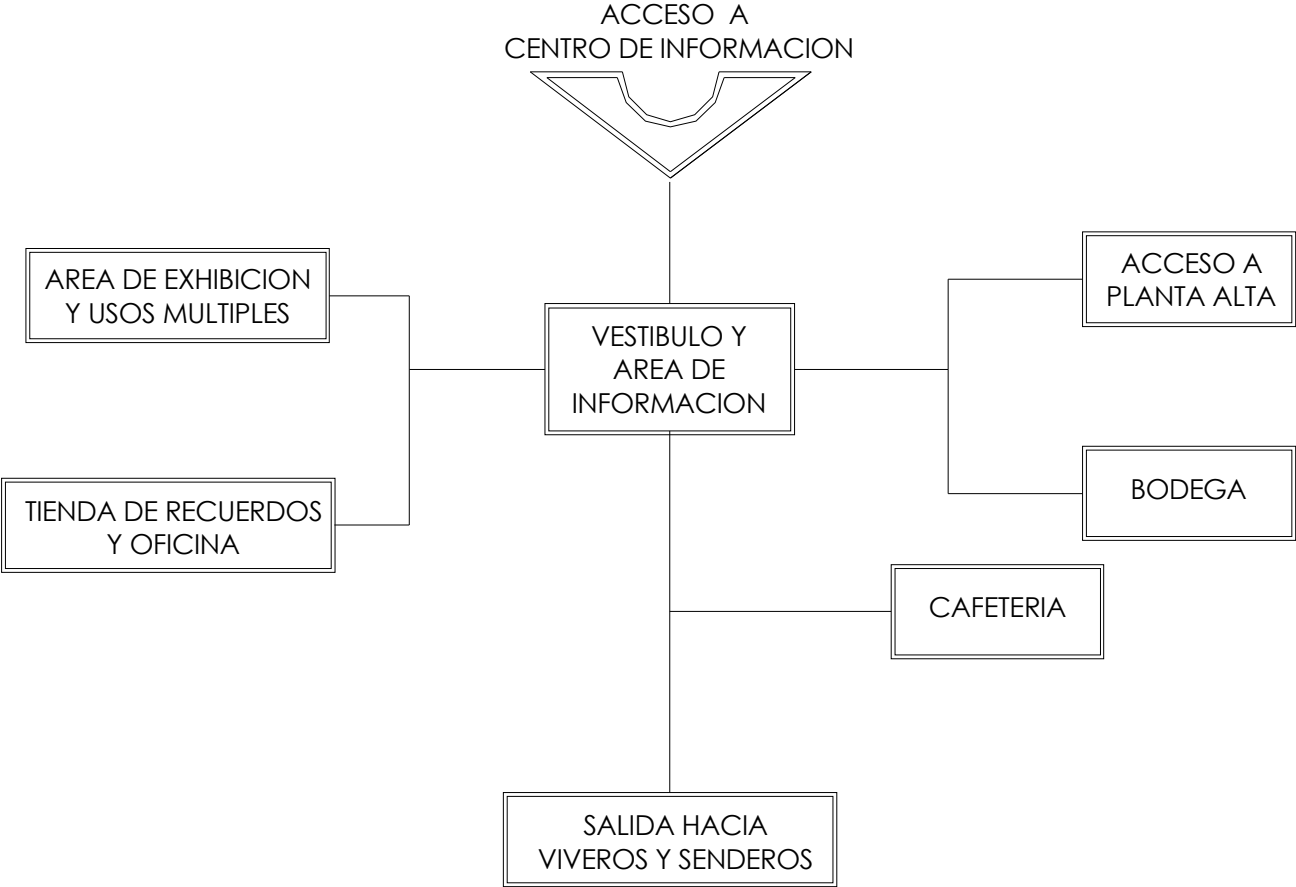 ACCESO A
CENTRO DE INFORMACION
AREA DE EXHIBICION
Y USOS MULTIPLES
ACCESO A
PLANTA ALTA
VESTIBULO Y
AREA DE
INFORMACION
TIENDA DE RECUERDOS
Y OFICINA
BODEGA
CAFETERIA
SALIDA HACIA
VIVEROS Y SENDEROS